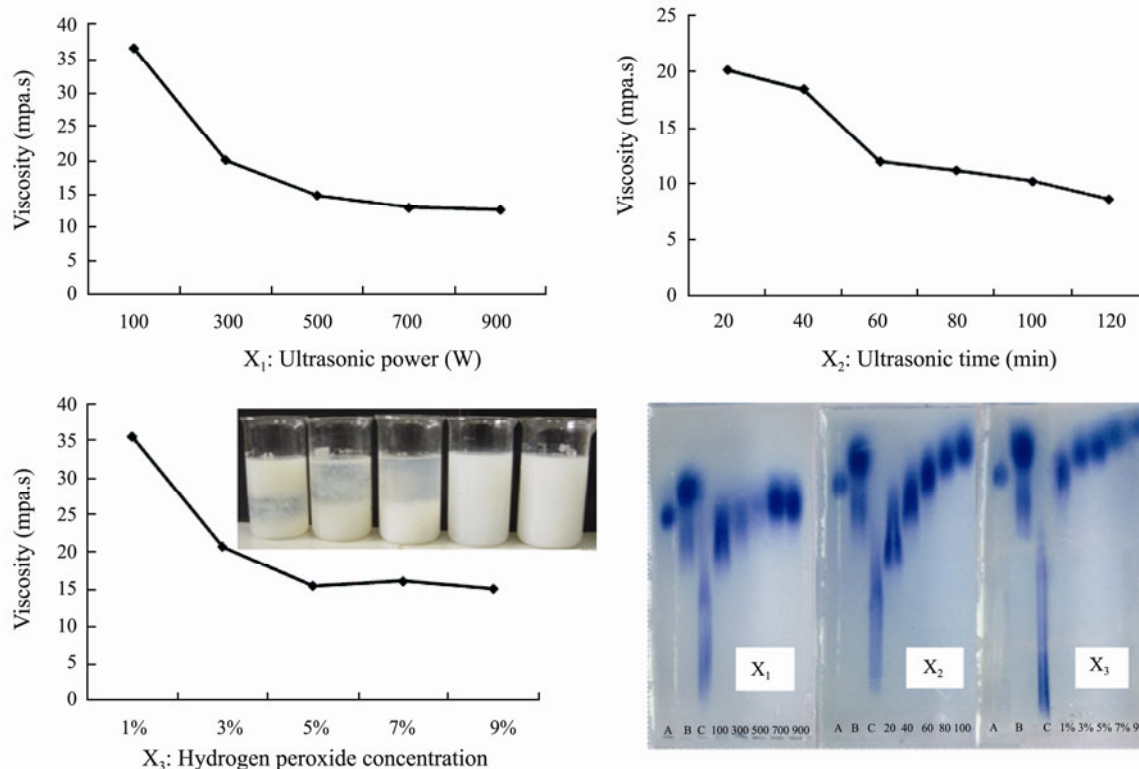 40
35
30
25
20
15
10
5
0
Viscosity (mpa.s)
100 300 500 700 900
X₁: Ultrasonic power (W)
25
20
15
10
5
0
Viscosity (mpa.s)
20 40 60 80 100 120
X₂: Ultrasonic time (min)
40
35
30
25
20
15
10
5
0
Viscosity (mpa.s)
1% 3% 5% 7% 9%
X₃: Hydrogen peroxide concentration
X₁
A B C 100 300 500 700 900
X₂
A B C 20 40 60 80 100
X₃
A B C 1% 3% 5% 7% 9